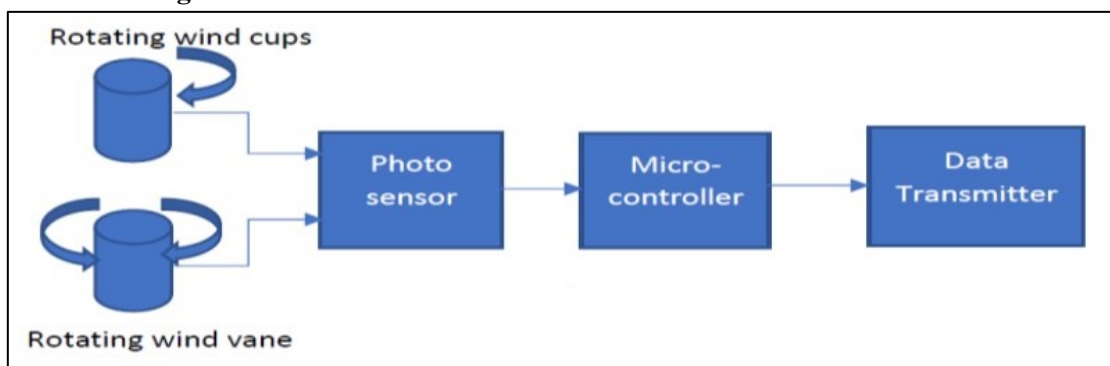 Rotating wind cups
Photo
sensor
Micro-
controller
Data
Transmitter
Rotating wind vane